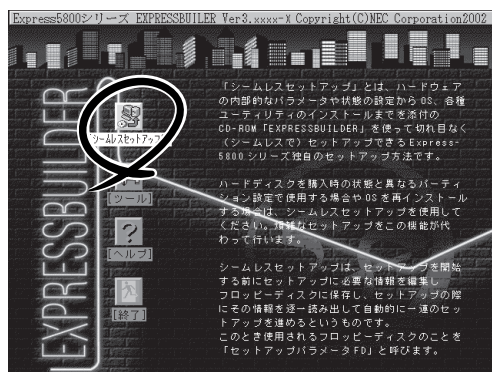 Express5800シリーズ EXPRESSBUILER Ver3.xxxx-X Copyright(C)NEC Corporation2002
EXPRESSBUILDER
[シームレスセットアップ]
[ツール]
[ヘルプ]
[終了]
「シームレスセットアップ」とは、ハードウェア
の内部的なパラメータや状態の設定からOS、各種
ユーティリティのインストールまでを添付の
CD-ROM「EXPRESSBUILDER」を使って切れ目なく
(シームレスで)セットアップできるExpress-
5800シリーズ独自のセットアップ方法です。
ハードディスクを購入時の状態と異なるパーティ
ション設定で使用する場合やOSを再インストール
する場合は、シームレスセットアップを使用して
ください。煩雑なセットアップをこの機能が代
わって行います。
シームレスセットアップは、セットアップを開始
する前にセットアップに必要な情報を編集し
フロッピーディスクに保存し、セットアップの際
にその情報を逐一読み出して自動的に一連のセッ
トアップを進めるというものです。
このとき使用されるフロッピーディスクのことを
「セットアップパラメータFD」と呼びます。